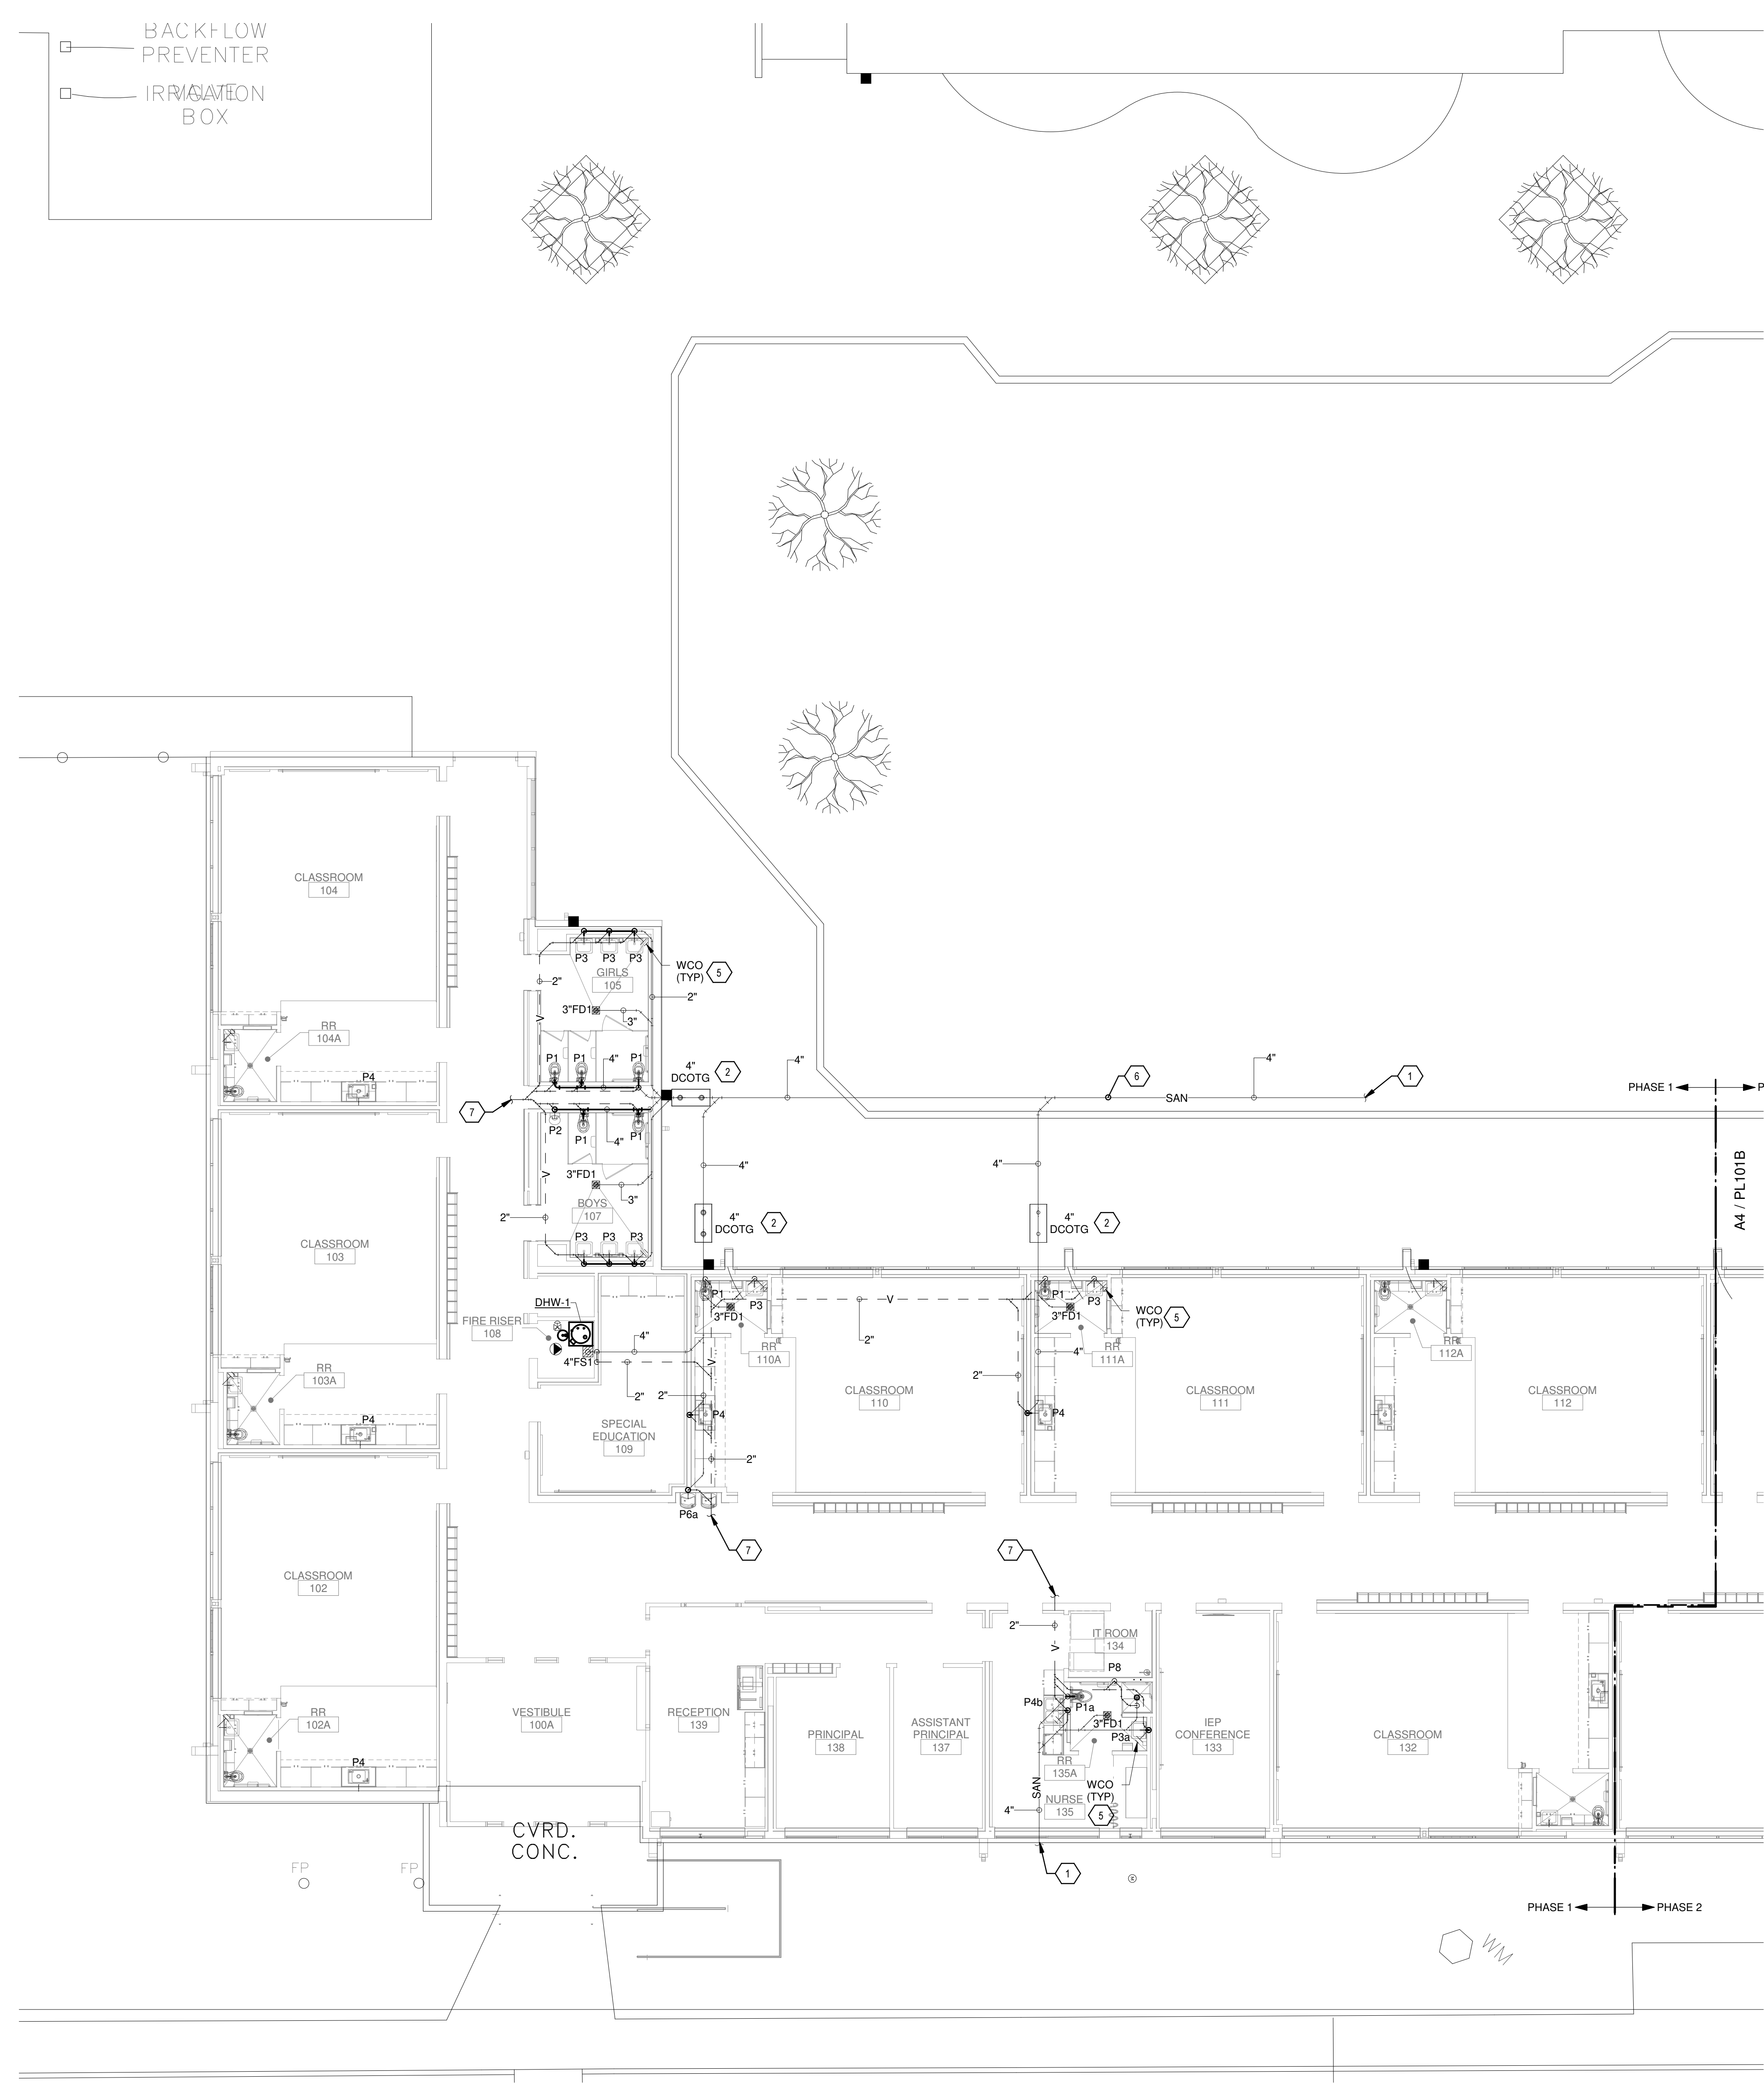 BACKFLOW
PREVENTER
IRRIGATION
VALVE
BOX
CLASSROOM
104
RR
104A
P4
P3 P3 P3
WCO
(TYP)
5
GIRLS
105
2"
2"
3"FD1
3"
V
P1 P1 P1
4"
4"
DCOTG
2
4"
6
4"
1
SAN
PHASE 1
P
7
P2
P1
P1
4"
V
3"FD1
3"
A4 / PL101B
4"
4"
BOYS
107
2"
4"
DCOTG
2
4"
DCOTG
2
P3 P3 P3
CLASSROOM
103
DHW-1
FIRE RISER
108
4"FS1
4"
2"
2"
P1
P3
3"FD1
V
2"
V
RR
110A
P1
P3
3"FD1
WCO
(TYP)
5
RR
111A
4"
RR
112A
RR
103A
P4
2"
P4
P4
CLASSROOM
110
CLASSROOM
111
CLASSROOM
112
SPECIAL
EDUCATION
109
2"
P6a
7
7
CLASSROOM
102
2"
V
IT ROOM
134
P8
P4b
P1a
3"FD1
P3a
RR
102A
P4
VESTIBULE
100A
RECEPTION
139
PRINCIPAL
138
ASSISTANT
PRINCIPAL
137
IEP
CONFERENCE
133
CLASSROOM
132
RR
135A
WCO
(TYP)
5
SAN
NURSE
135
4"
CVRD.
CONC.
FP
FP
1
PHASE 1
PHASE 2
WM